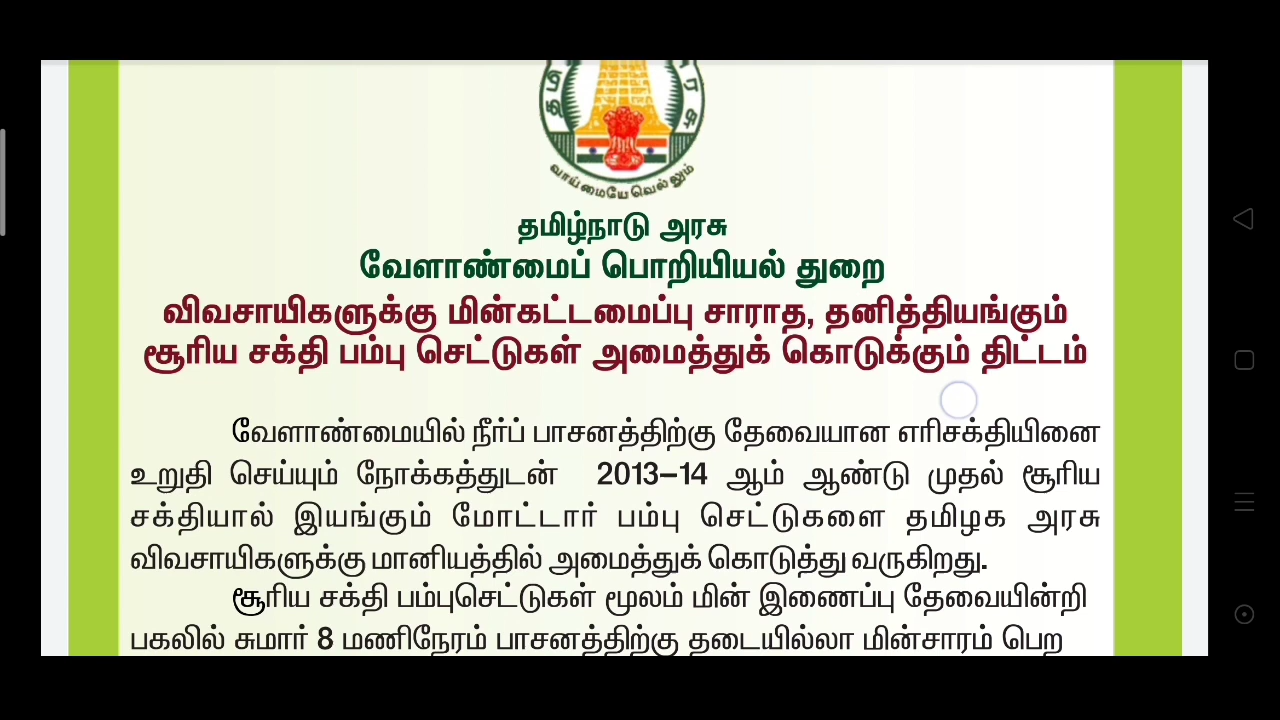 வாய்மையே வெல்லும்
தமிழ்நாடு அரசு
வேளாண்மைப் பொறியியல் துறை
விவசாயிகளுக்கு மின்கட்டமைப்பு சாராத, தனித்தியங்கும்
சூரிய சக்தி பம்பு செட்டுகள் அமைத்துக் கொடுக்கும் திட்டம்
வேளாண்மையில் நீர்ப் பாசனத்திற்கு தேவையான எரிசக்தியினை
உறுதி செய்யும் நோக்கத்துடன் 2013–14 ஆம் ஆண்டு முதல் சூரிய
சக்தியால் இயங்கும் மோட்டார் பம்பு செட்டுகளை தமிழக அரசு
விவசாயிகளுக்கு மானியத்தில் அமைத்துக் கொடுத்து வருகிறது.
சூரிய சக்தி பம்புசெட்டுகள் மூலம் மின் இணைப்பு தேவையின்றி
பகலில் சுமார் 8 மணிநேரம் பாசனத்திற்கு தடையில்லா மின்சாரம் பெற